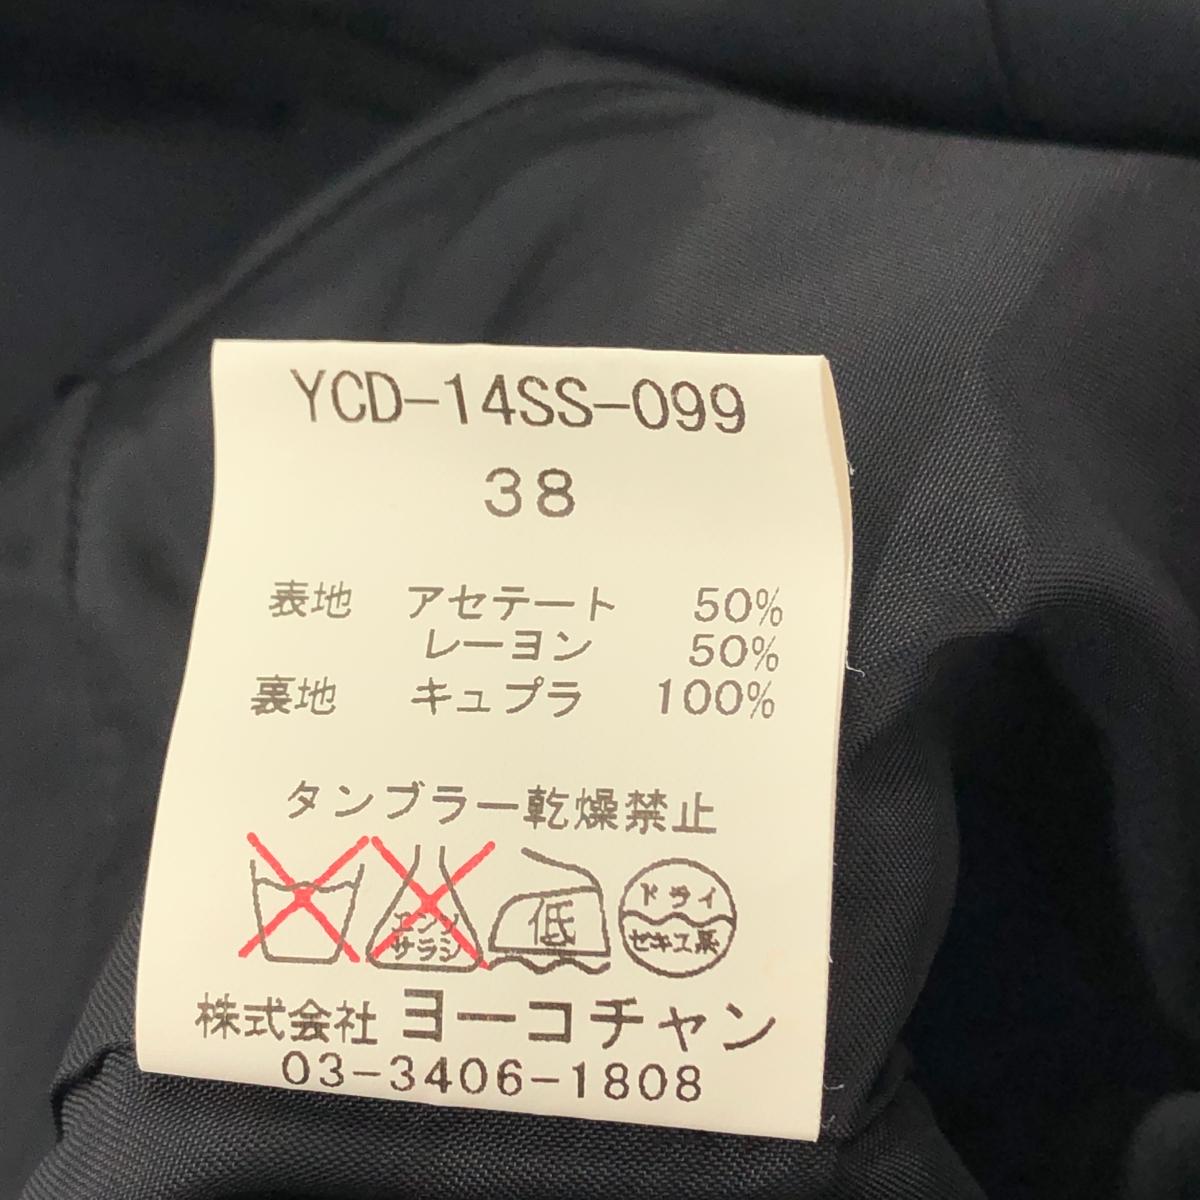 YCD-14SS-099
38
表地 アセテート 50%
レーヨン 50%
裏地 キュプラ 100%
タンブラー乾燥禁止
エンソ
サラシ
低
ドライ
セキユ系
株式会社 ヨーコチャン
03-3406-1808